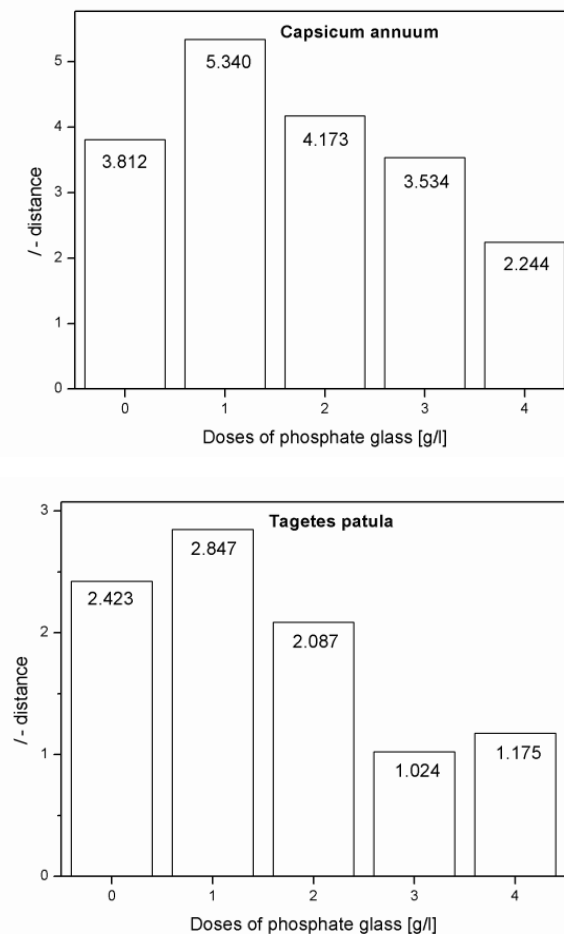 Capsicum annuum
5
4
3
2
1
0
/ - distance
3.812
5.340
4.173
3.534
2.244
0 1 2 3 4
Doses of phosphate glass [g/l]
Tagetes patula
3
2
1
0
/ - distance
2.423
2.847
2.087
1.024
1.175
0 1 2 3 4
Doses of phosphate glass [g/l]